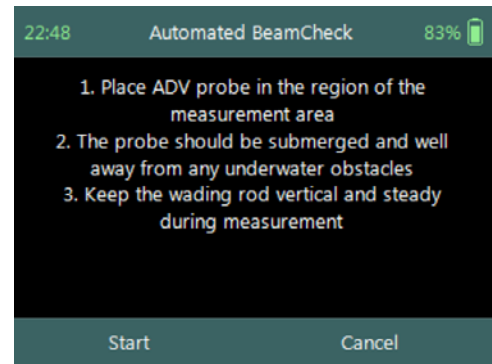 22:48 Automated BeamCheck 83%
1. Place ADV probe in the region of the
measurement area
2. The probe should be submerged and well
away from any underwater obstacles
3. Keep the wading rod vertical and steady
during measurement
Start Cancel